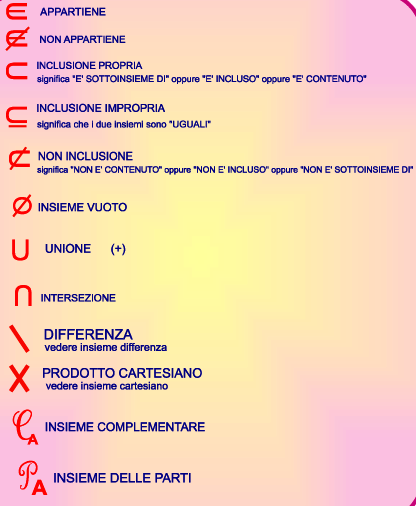 ∈ APPARTIENE
∉ NON APPARTIENE
⊂ INCLUSIONE PROPRIA
significa "E' SOTTOINSIEME DI" oppure "E' INCLUSO" oppure "E' CONTENUTO"
⊆ INCLUSIONE IMPROPRIA
significa che i due insiemi sono "UGUALI"
⊄ NON INCLUSIONE
significa "NON E' CONTENUTO" oppure "NON E' INCLUSO" oppure "NON E' SOTTOINSIEME DI"
∅ INSIEME VUOTO
∪ UNIONE (+)
∩ INTERSEZIONE
\ DIFFERENZA
vedere insieme differenza
X PRODOTTO CARTESIANO
vedere insieme cartesiano
𝒞A INSIEME COMPLEMENTARE
𝒫A INSIEME DELLE PARTI